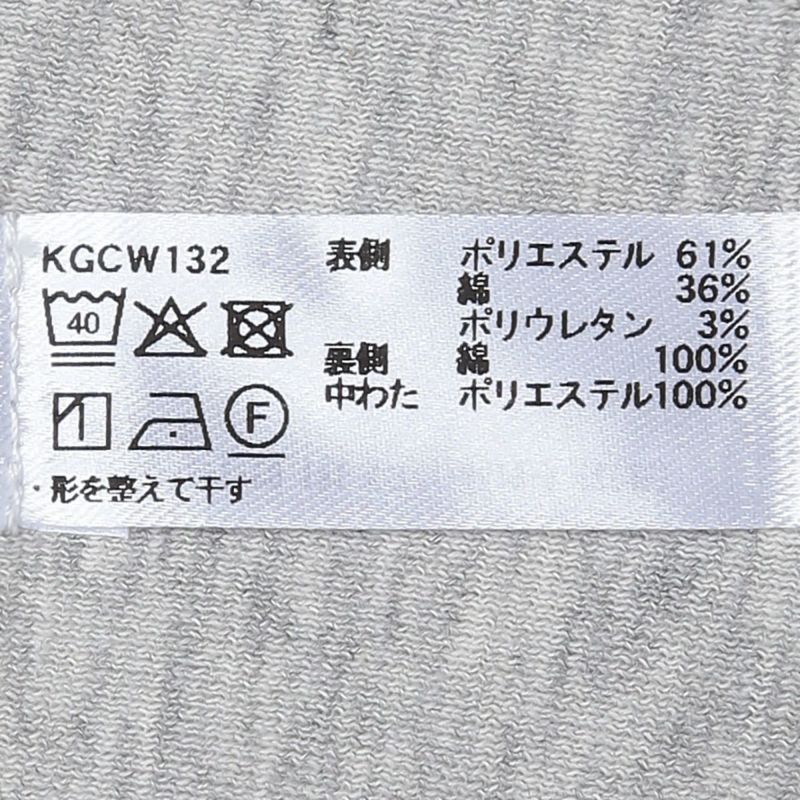 KGCW132
40
F
・形を整えて干す
表側 ポリエステル 61%
綿 36%
ポリウレタン 3%
裏側 綿 100%
中わた ポリエステル100%